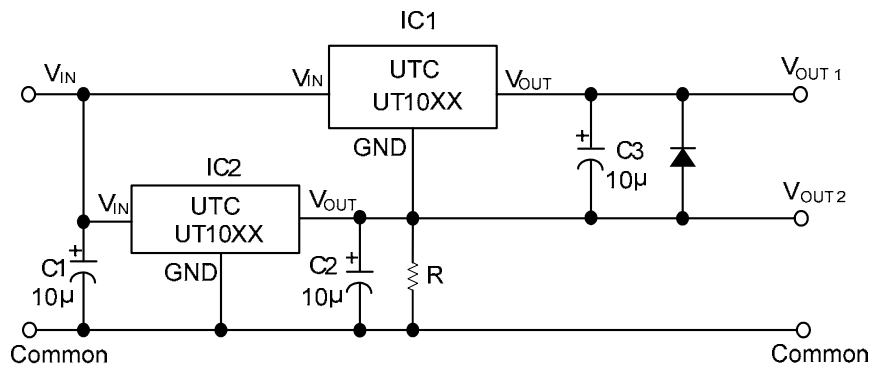 IC1
VIN
VIN
UTC
UT10XX
VOUT
VOUT 1
GND
+
C3
10μ
IC2
VIN
UTC
UT10XX
VOUT
VOUT 2
GND
+
C1
10μ
+
C2
10μ
R
Common
Common